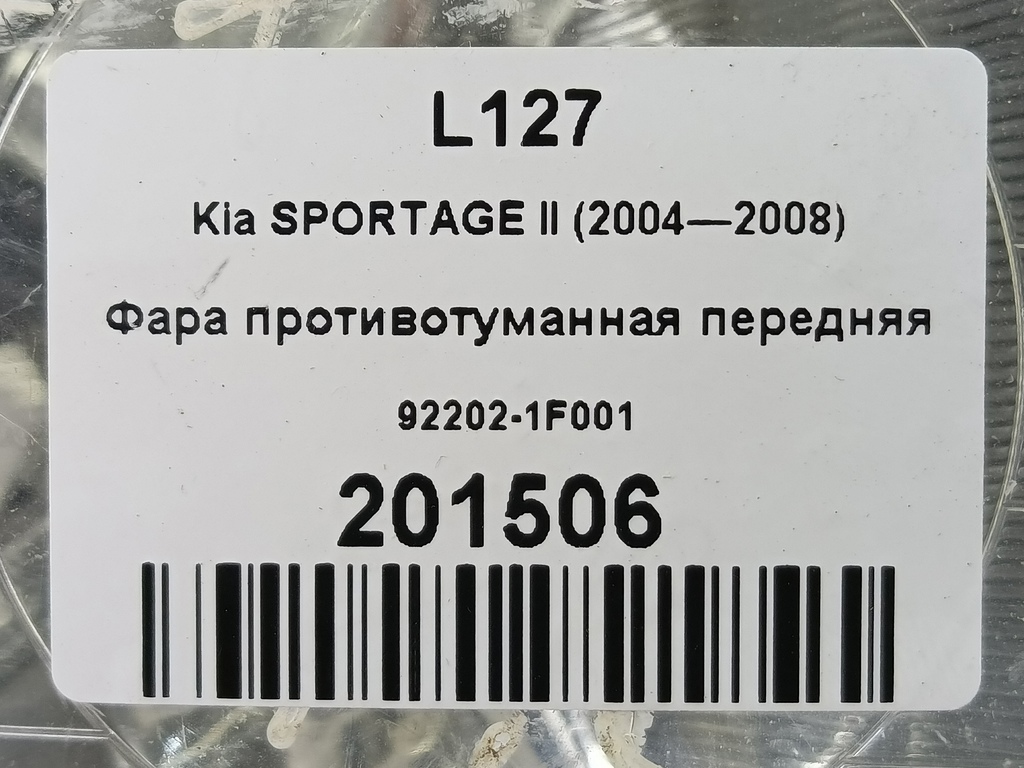 L127
Kia SPORTAGE II (2004—2008)
Фара противотуманная передняя
92202-1F001
201506